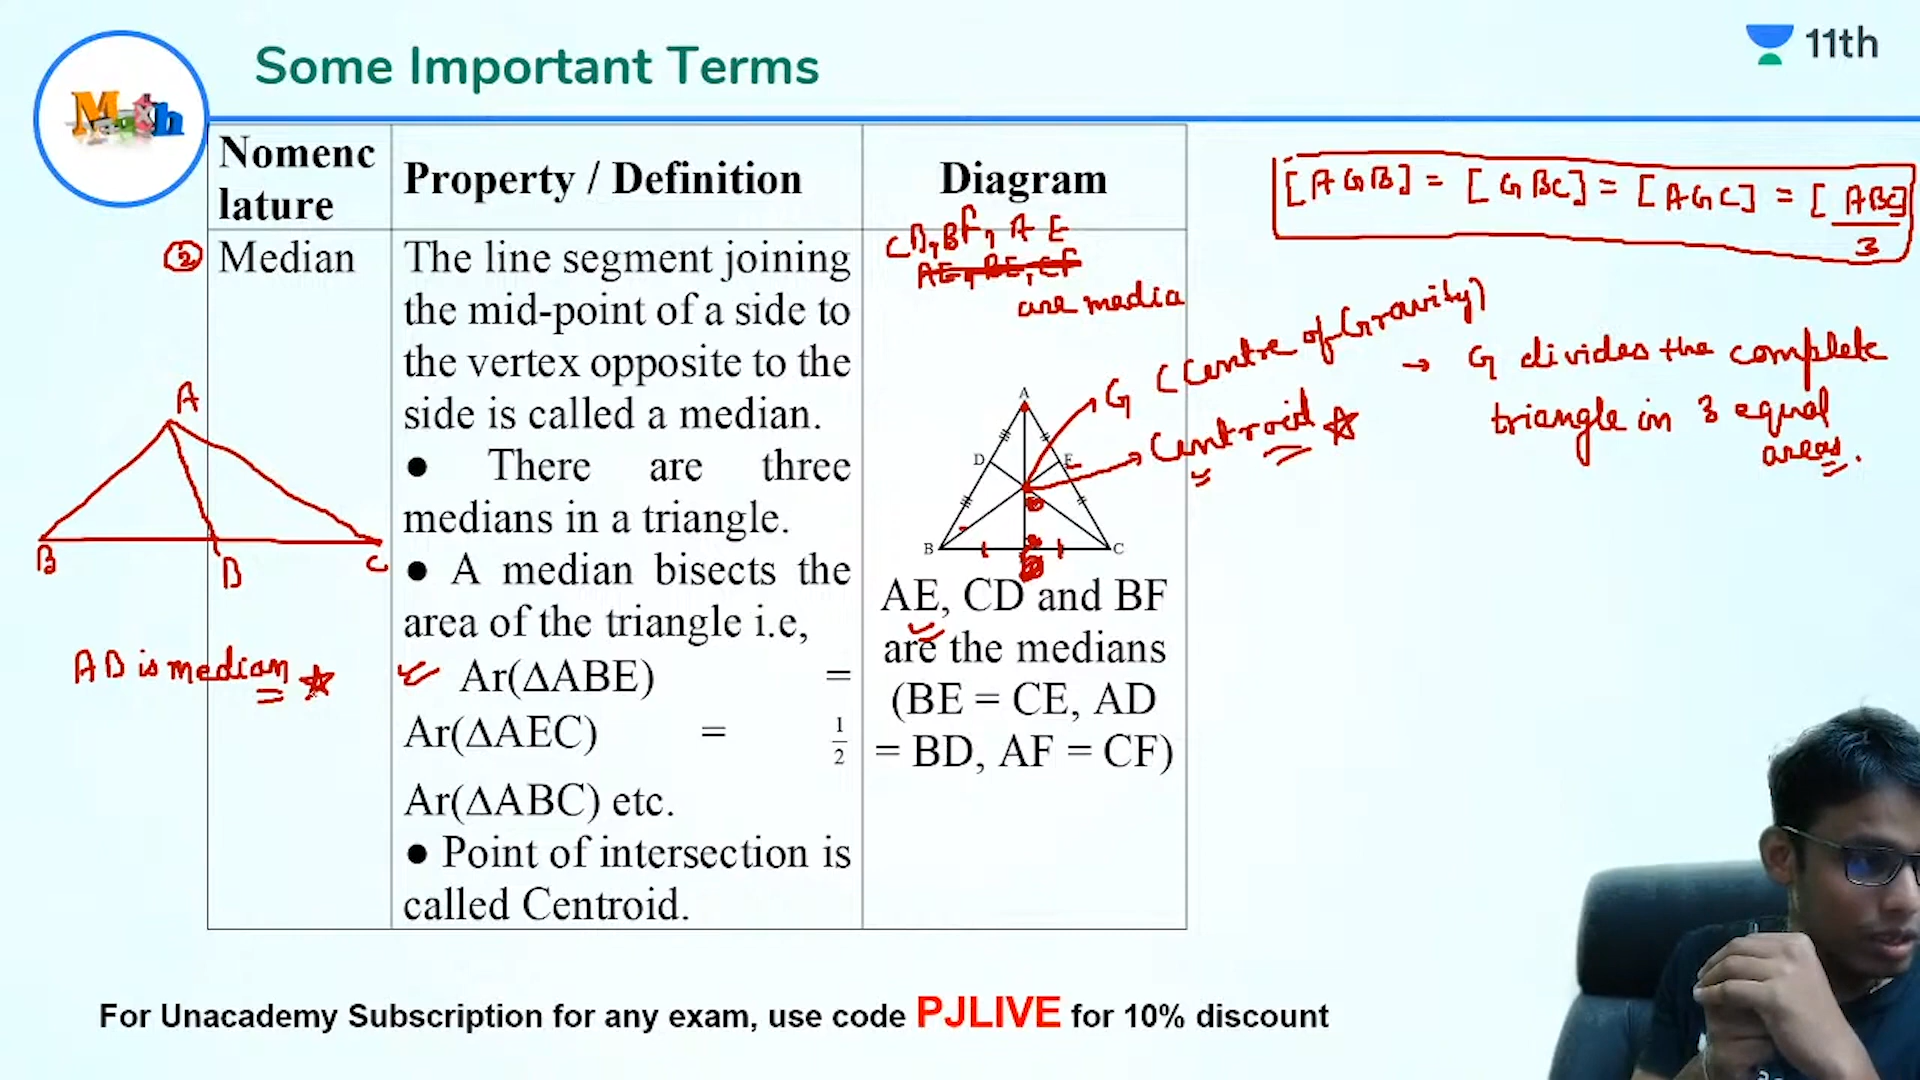 Math
Some Important Terms
11th
Nomenc
lature
Property / Definition
Diagram
[AGB] = [GBC] = [AGC] = [ABC]
3
2
Median
The line segment joining
the mid-point of a side to
the vertex opposite to the
side is called a median.
● There are three
medians in a triangle.
● A median bisects the
area of the triangle i.e,
Ar(ΔABE) =
Ar(ΔAEC) = 1/2
Ar(ΔABC) etc.
● Point of intersection is
called Centroid.
CD, BF, AE
are media
G (Centre of Gravity)
Centroid
→ G divides the complete
triangle in 3 equal
areas.
A
D
E
B
C
AE, CD and BF
are the medians
(BE = CE, AD
= BD, AF = CF)
A
B
D
C
AD is median
For Unacademy Subscription for any exam, use code PJLIVE for 10% discount